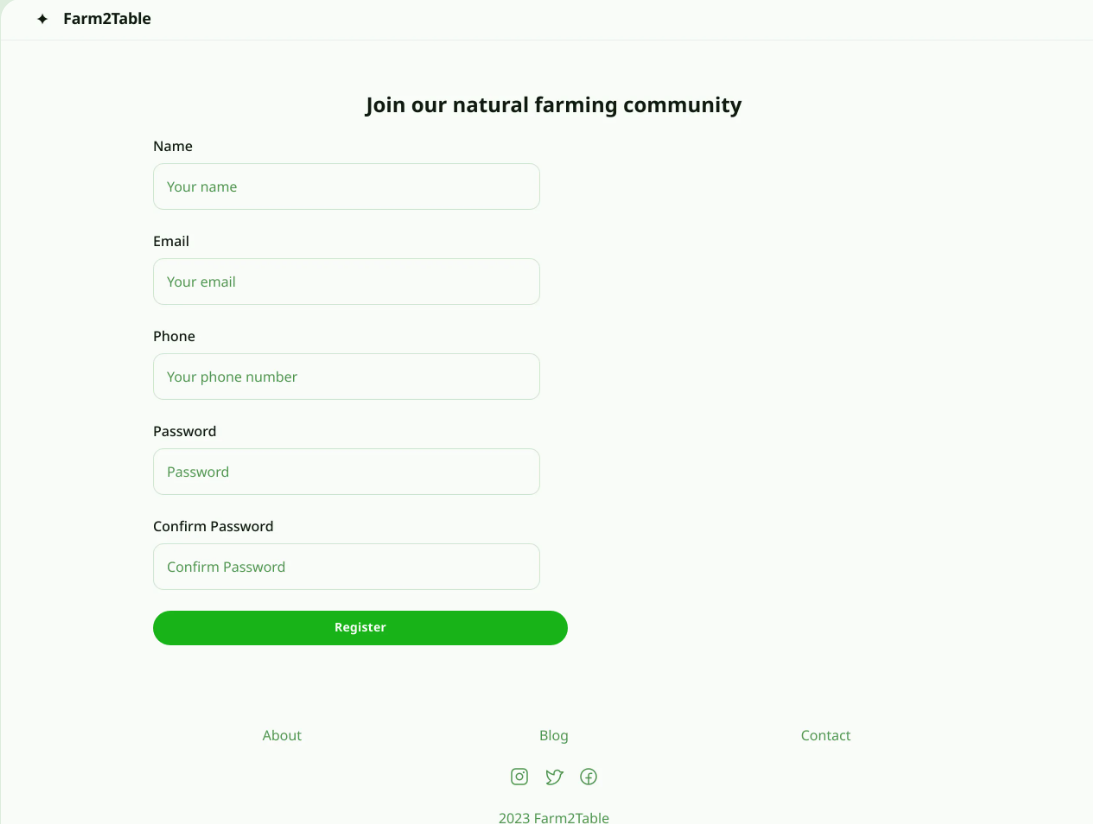 Farm2Table
Join our natural farming community
Name
Your name
Email
Your email
Phone
Your phone number
Password
Password
Confirm Password
Confirm Password
Register
About Blog Contact
2023 Farm2Table